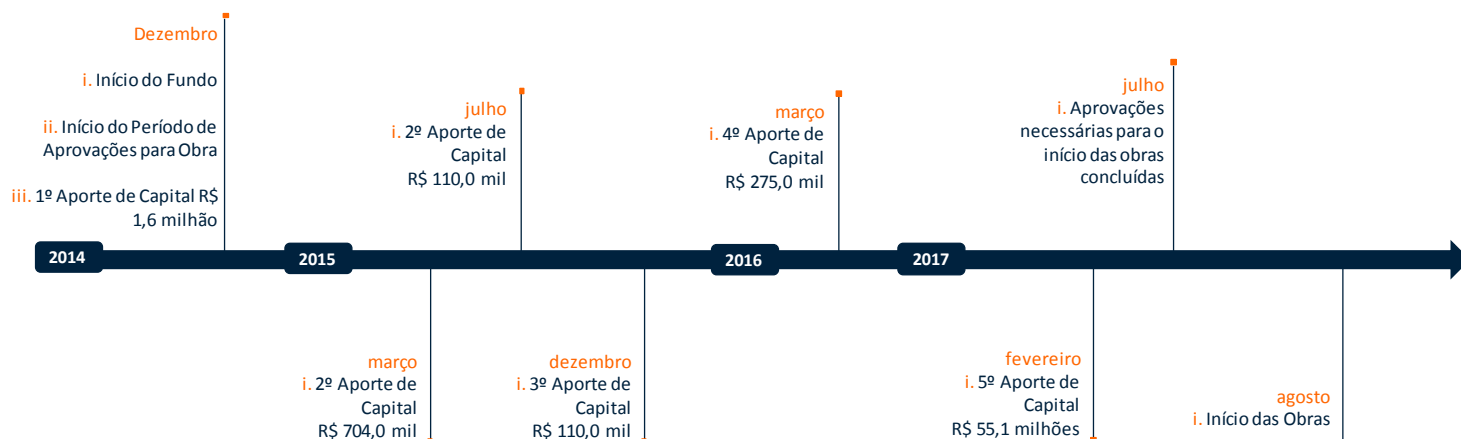 Dezembro
i. Início do Fundo
ii. Início do Período de
Aprovações para Obra
iii. 1º Aporte de Capital R$
1,6 milhão
julho
i. 2º Aporte de
Capital
R$ 110,0 mil
março
i. 4º Aporte de
Capital
R$ 275,0 mil
julho
i. Aprovações
necessárias para o
início das obras
concluídas
2014
2015
2016
2017
março
i. 2º Aporte de
Capital
R$ 704,0 mil
dezembro
i. 3º Aporte de
Capital
R$ 110,0 mil
fevereiro
i. 5º Aporte de
Capital
R$ 55,1 milhões
agosto
i. Início das Obras